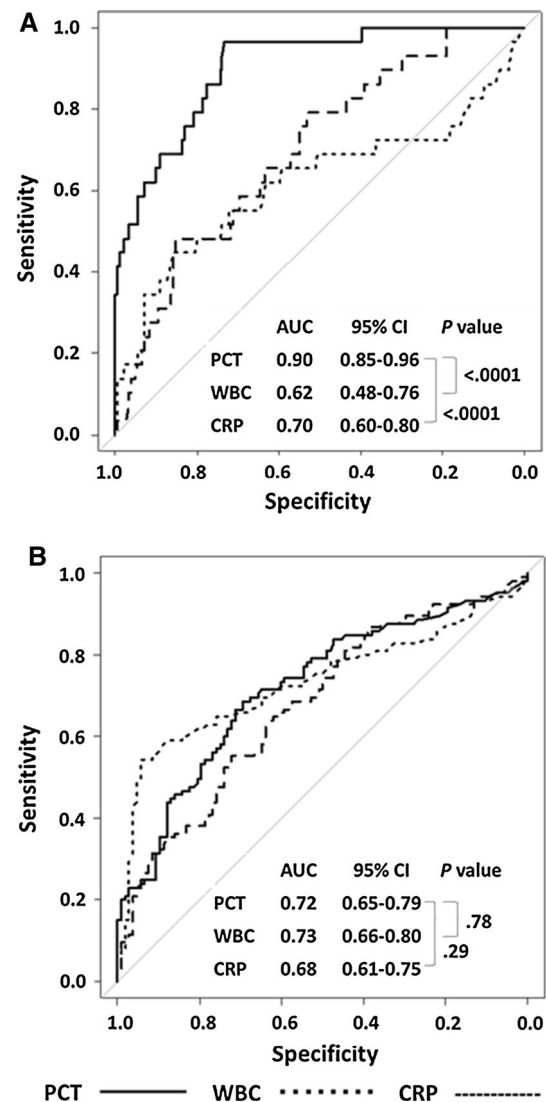 A
1.0
0.8
0.6
0.4
0.2
0.0
Sensitivity
AUC 95% CI P value
PCT 0.90 0.85-0.96
<.0001
WBC 0.62 0.48-0.76
<.0001
CRP 0.70 0.60-0.80
1.0 0.8 0.6 0.4 0.2 0.0
Specificity
B
1.0
0.8
0.6
0.4
0.2
0.0
Sensitivity
AUC 95% CI P value
PCT 0.72 0.65-0.79
.78
WBC 0.73 0.66-0.80
.29
CRP 0.68 0.61-0.75
1.0 0.8 0.6 0.4 0.2 0.0
Specificity
PCT WBC CRP